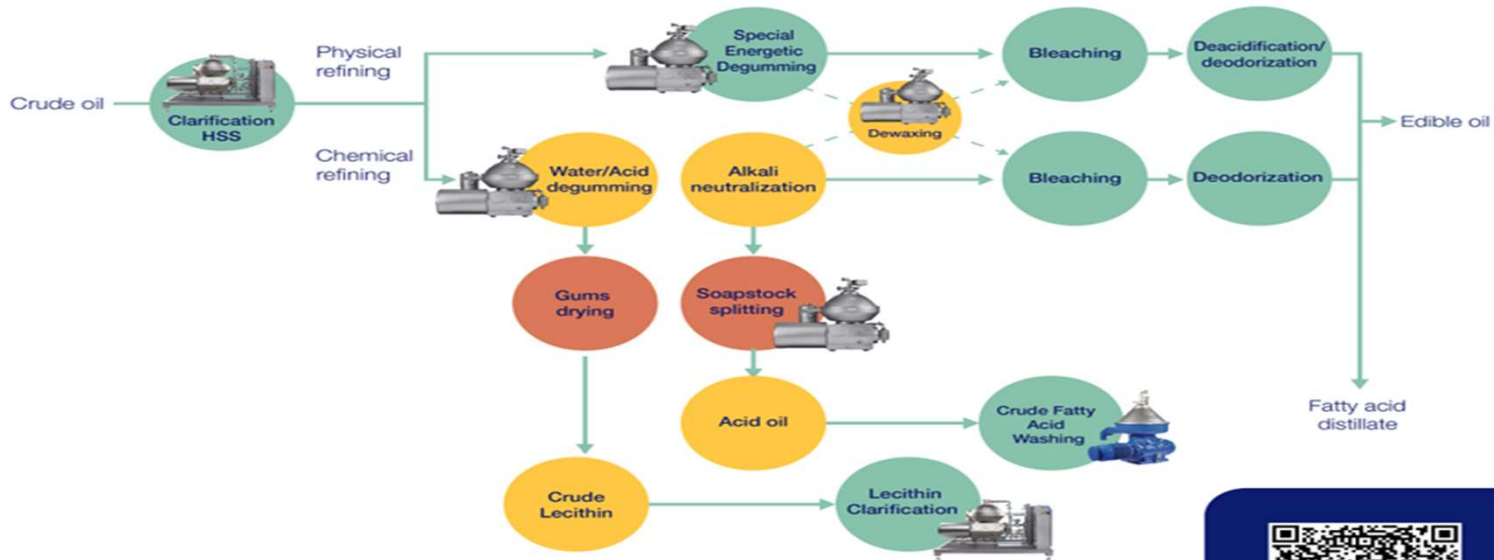 Physical
refining
Crude oil
Clarification
HSS
Chemical
refining
Special
Energetic
Degumming
Bleaching
Deacidification/
deodorization
Dewaxing
Edible oil
Water/Acid
degumming
Alkali
neutralization
Bleaching
Deodorization
Gums
drying
Soapstock
splitting
Acid oil
Crude Fatty
Acid
Washing
Fatty acid
distillate
Crude
Lecithin
Lecithin
Clarification